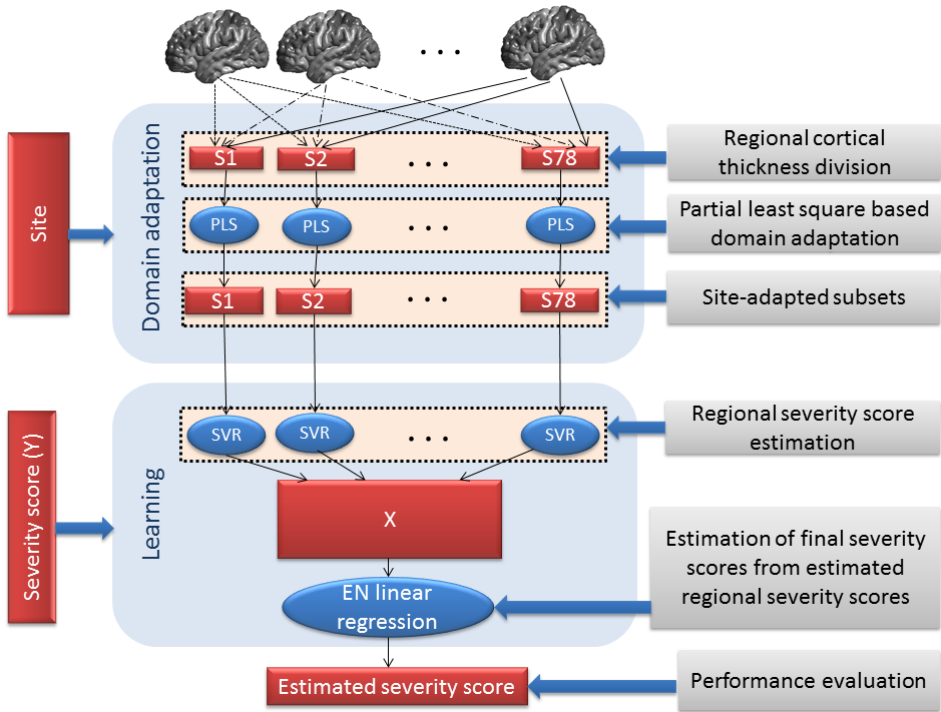 • • •
Site
Domain adaptation
S1
S2
• • •
S78
Regional cortical
thickness division
PLS
PLS
• • •
PLS
Partial least square based
domain adaptation
S1
S2
• • •
S78
Site-adapted subsets
Severity score (Y)
Learning
SVR
SVR
• • •
SVR
Regional severity score
estimation
X
EN linear
regression
Estimation of final severity
scores from estimated
regional severity scores
Estimated severity score
Performance evaluation